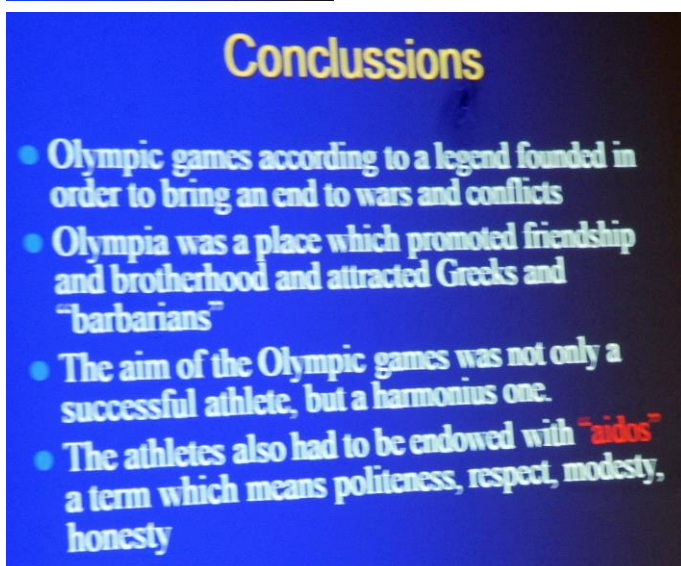 Conclussions
Olympic games according to a legend founded in
order to bring an end to wars and conflicts
Olympia was a place which promoted friendship
and brotherhood and attracted Greeks and
“barbarians”
The aim of the Olympic games was not only a
successful athlete, but a harmonius one.
The athletes also had to be endowed with “aidos”
a term which means politeness, respect, modesty,
honesty